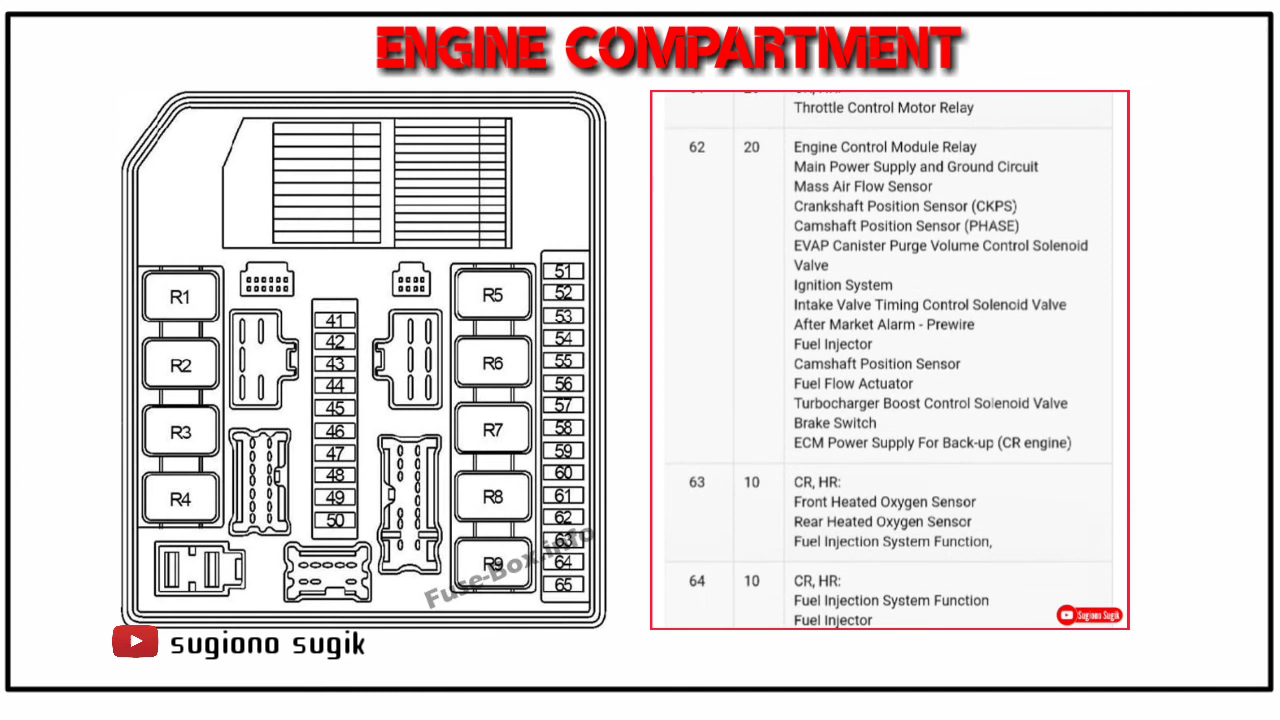 ENGINE COMPARTMENT
R1
R2
R3
R4
41
42
43
44
45
46
47
48
49
50
R5
R6
R7
R8
R9
51
52
53
54
55
56
57
58
59
60
61
62
63
64
65
Fuse-Box.info
sugiono sugik
Throttle Control Motor Relay
62 20 Engine Control Module Relay
Main Power Supply and Ground Circuit
Mass Air Flow Sensor
Crankshaft Position Sensor (CKPS)
Camshaft Position Sensor (PHASE)
EVAP Canister Purge Volume Control Solenoid
Valve
Ignition System
Intake Valve Timing Control Solenoid Valve
After Market Alarm - Prewire
Fuel Injector
Camshaft Position Sensor
Fuel Flow Actuator
Turbocharger Boost Control Solenoid Valve
Brake Switch
ECM Power Supply For Back-up (CR engine)
63 10 CR, HR:
Front Heated Oxygen Sensor
Rear Heated Oxygen Sensor
Fuel Injection System Function,
64 10 CR, HR:
Fuel Injection System Function
Fuel Injector
Sugiono Sugik